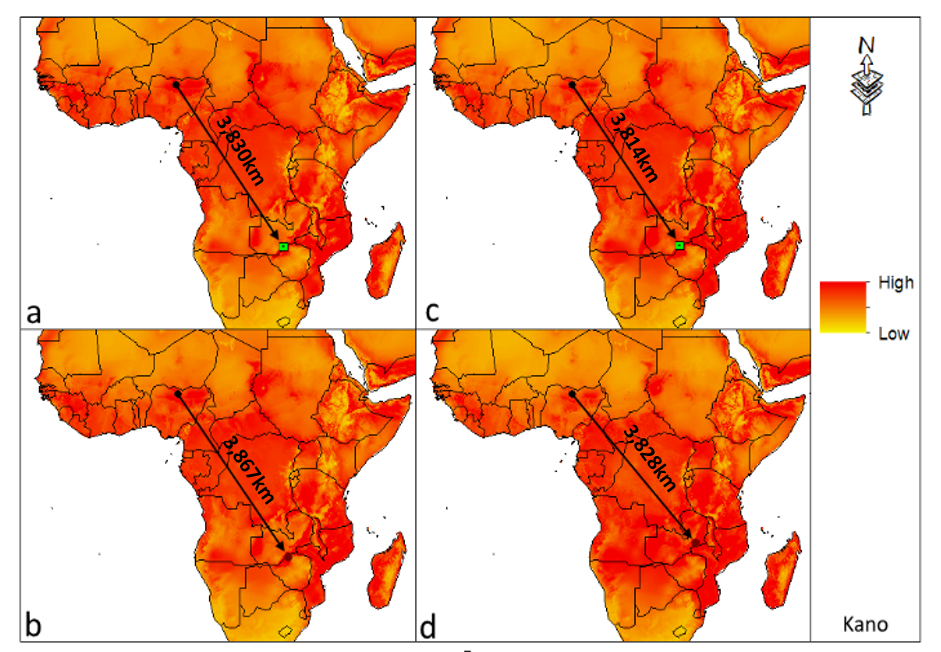 3,830km
a
3,814km
c
N
High
Low
3,867km
b
3,828km
d
Kano